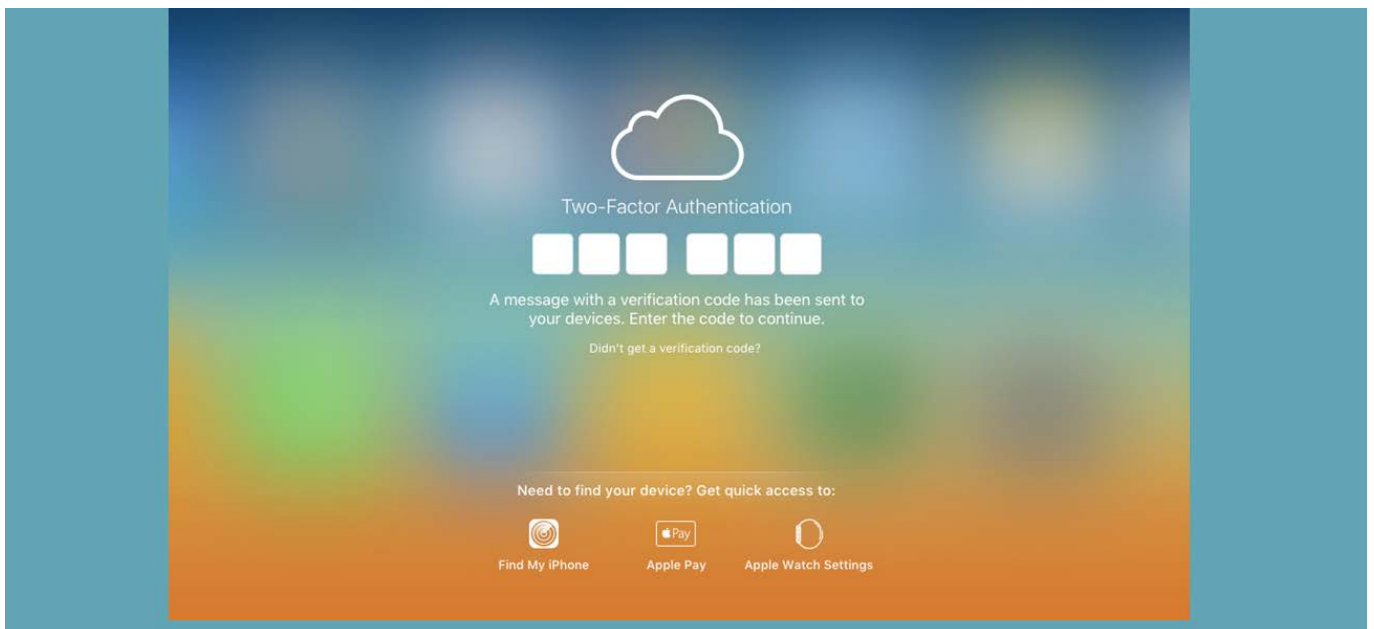 Two-Factor Authentication
A message with a verification code has been sent to
your devices. Enter the code to continue.
Didn't get a verification code?
Need to find your device? Get quick access to:
Pay
Find My iPhone
Apple Pay
Apple Watch Settings